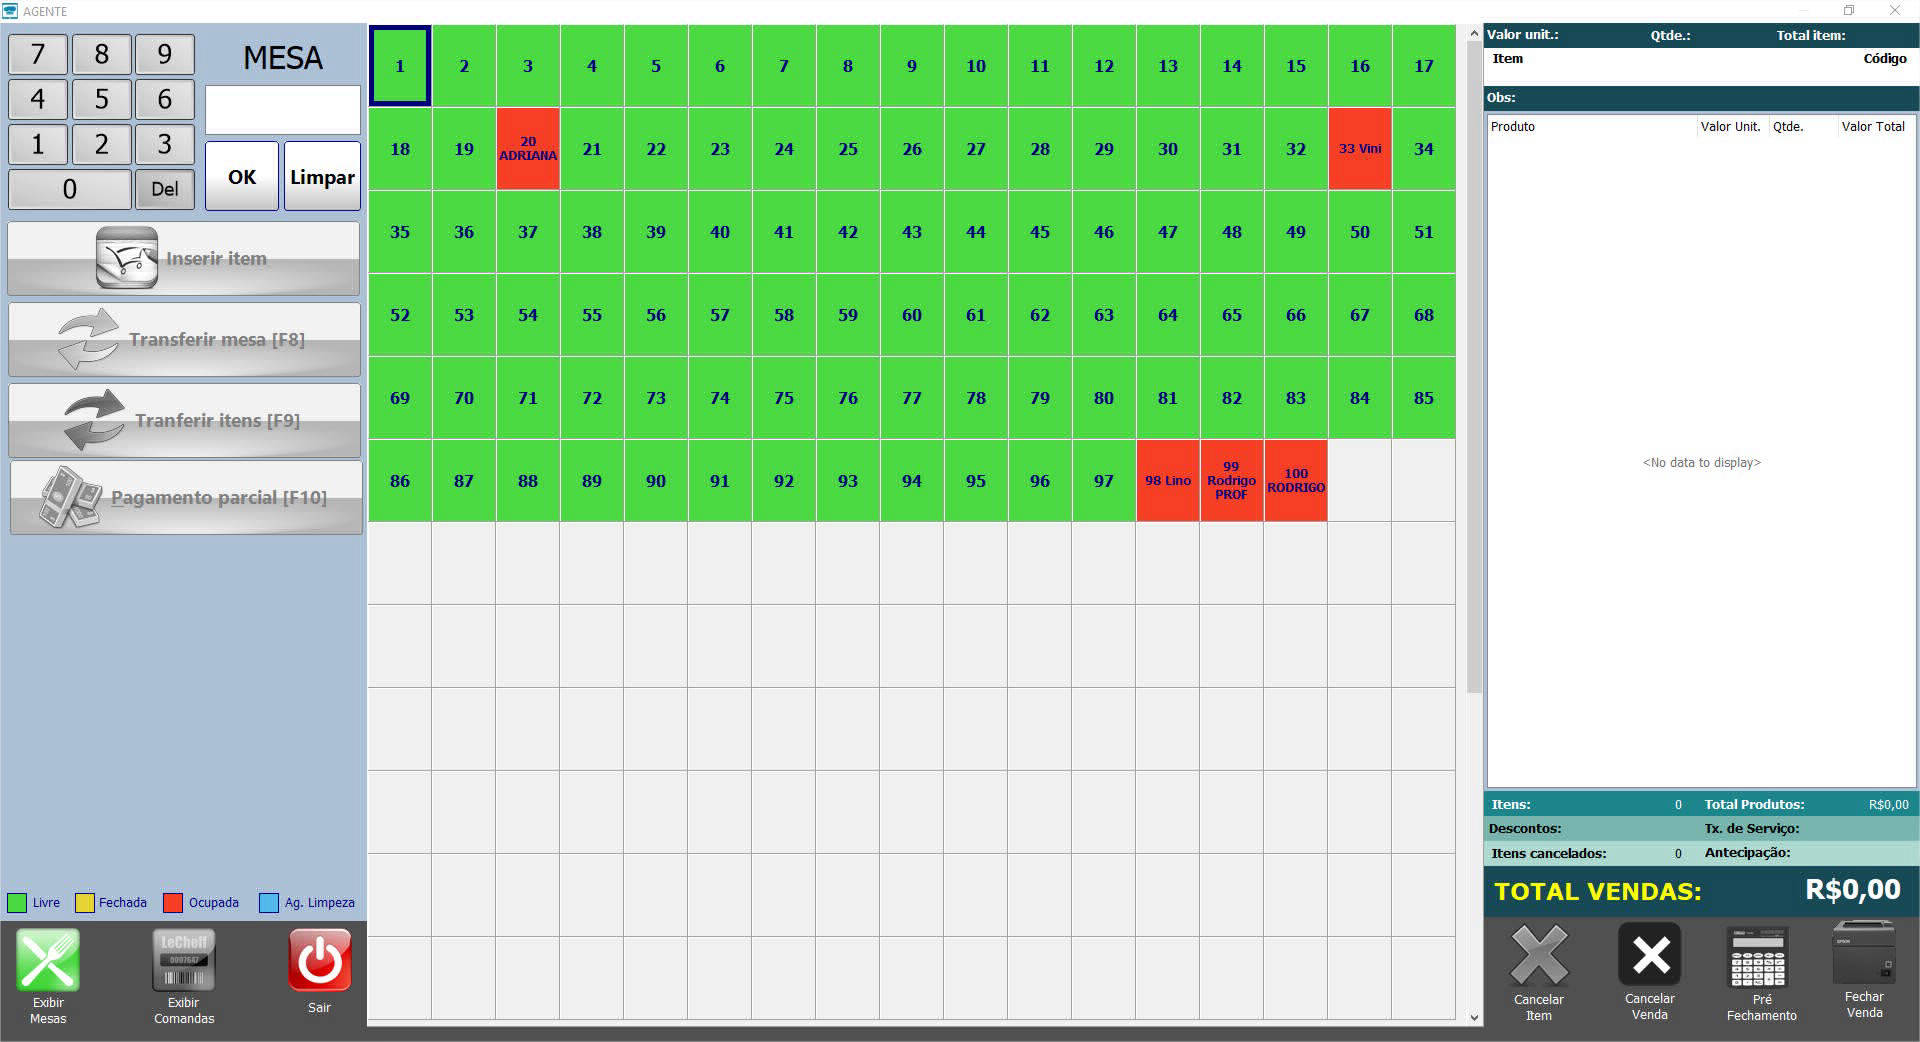 AGENTE
7 8 9
MESA
4 5 6
1 2 3
0 Del
OK Limpar
Inserir item
Transferir mesa [F8]
Tranferir itens [F9]
Pagamento parcial [F10]
Livre Fechada Ocupada Ag. Limpeza
Exibir
Mesas
LeCheff
0007647
Exibir
Comandas
Sair
1 2 3 4 5 6 7 8 9 10 11 12 13 14 15 16 17
18 19 20 ADRIANA 21 22 23 24 25 26 27 28 29 30 31 32 33 Vini 34
35 36 37 38 39 40 41 42 43 44 45 46 47 48 49 50 51
52 53 54 55 56 57 58 59 60 61 62 63 64 65 66 67 68
69 70 71 72 73 74 75 76 77 78 79 80 81 82 83 84 85
86 87 88 89 90 91 92 93 94 95 96 97 98 Lino 99 Rodrigo PROF 100 RODRIGO
Valor unit.: Qtde.: Total item:
Item Código
Obs:
Produto Valor Unit. Qtde. Valor Total
<No data to display>
Itens: 0 Total Produtos: R$0,00
Descontos: Tx. de Serviço:
Itens cancelados: 0 Antecipação:
TOTAL VENDAS: R$0,00
Cancelar
Item
Cancelar
Venda
Pré
Fechamento
EPSON
Fechar
Venda